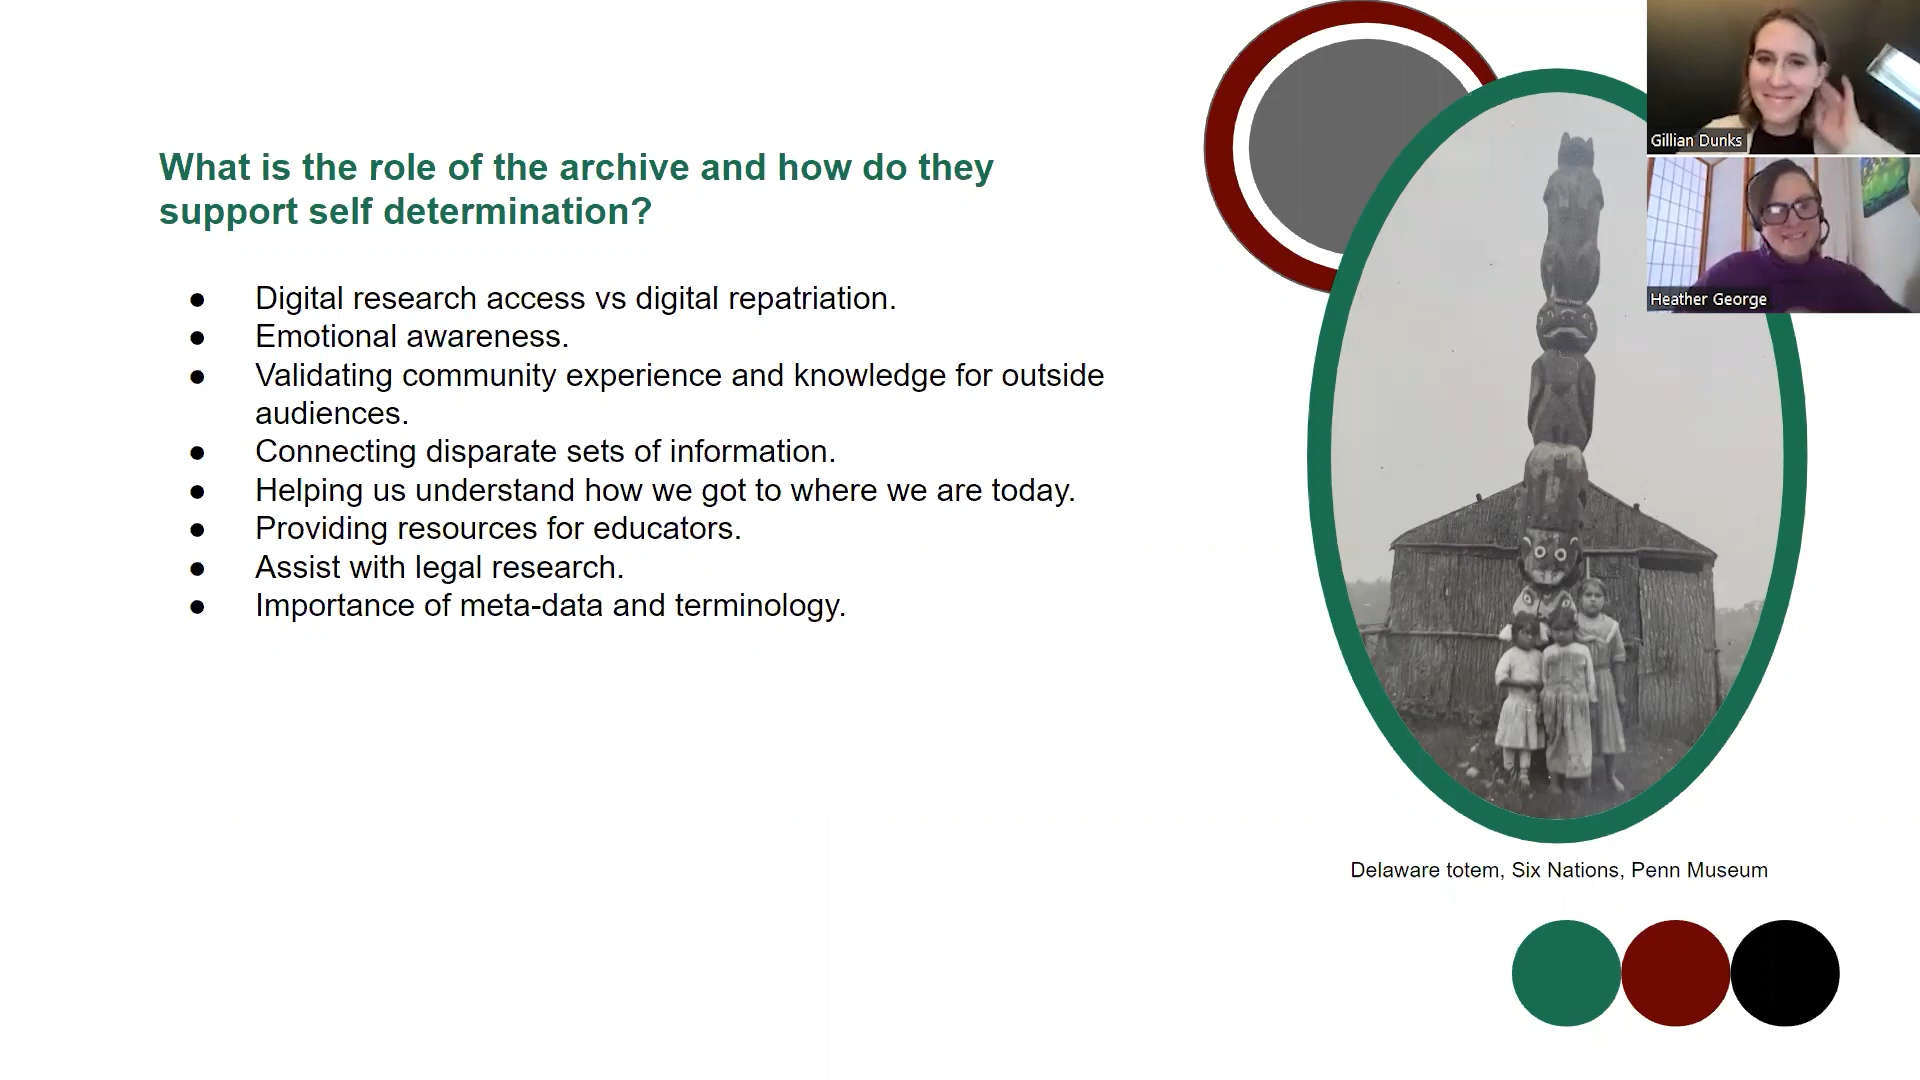 What is the role of the archive and how do they
support self determination?
● Digital research access vs digital repatriation.
● Emotional awareness.
● Validating community experience and knowledge for outside
audiences.
● Connecting disparate sets of information.
● Helping us understand how we got to where we are today.
● Providing resources for educators.
● Assist with legal research.
● Importance of meta-data and terminology.
Gillian Dunks
Heather George
Delaware totem, Six Nations, Penn Museum